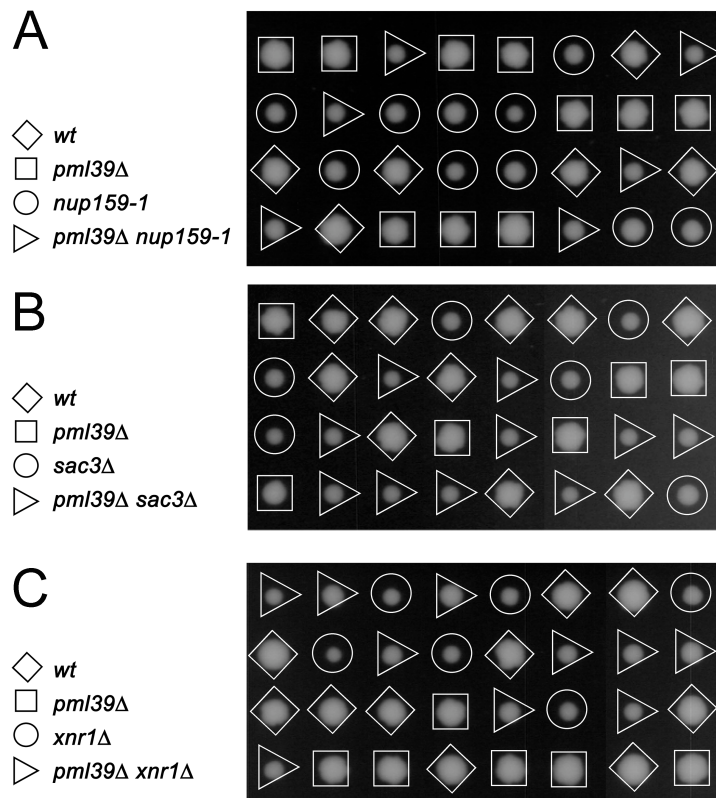 A
wt
pml39Δ
nup159-1
pml39Δ nup159-1
B
wt
pml39Δ
sac3Δ
pml39Δ sac3Δ
C
wt
pml39Δ
xnr1Δ
pml39Δ xnr1Δ